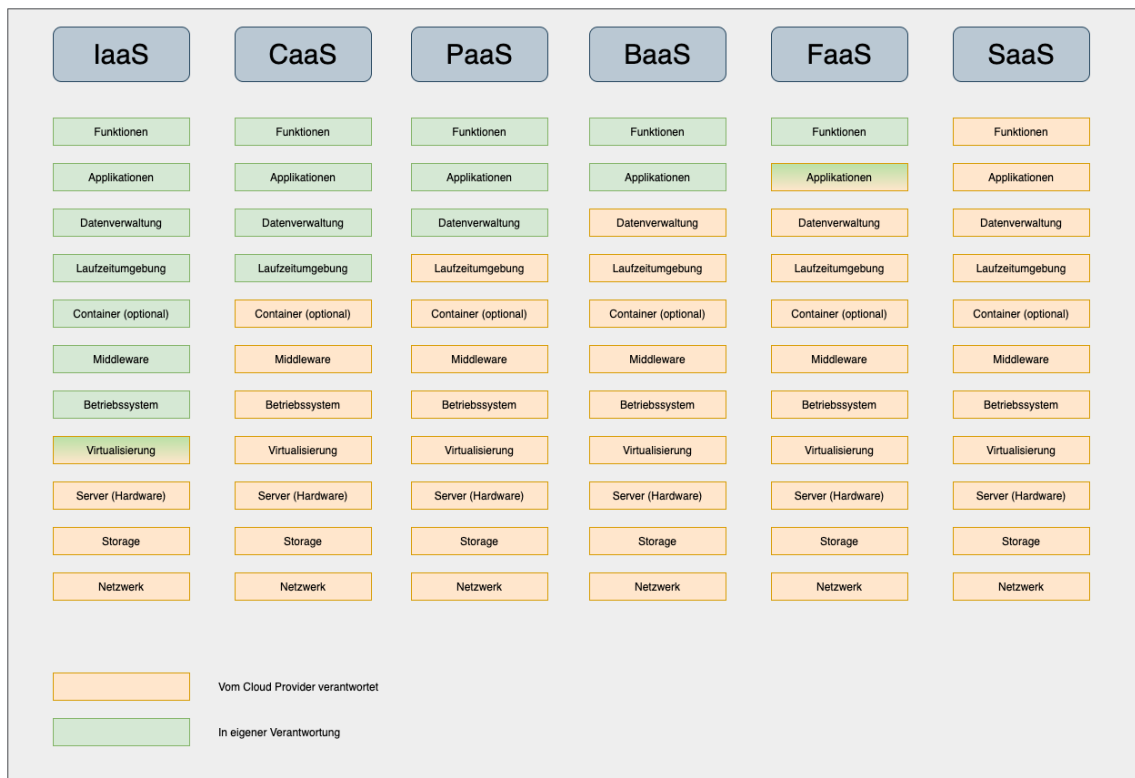 IaaS CaaS PaaS BaaS FaaS SaaS
Funktionen Funktionen Funktionen Funktionen Funktionen Funktionen
Applikationen Applikationen Applikationen Applikationen Applikationen Applikationen
Datenverwaltung Datenverwaltung Datenverwaltung Datenverwaltung Datenverwaltung Datenverwaltung
Laufzeitumgebung Laufzeitumgebung Laufzeitumgebung Laufzeitumgebung Laufzeitumgebung Laufzeitumgebung
Container (optional) Container (optional) Container (optional) Container (optional) Container (optional) Container (optional)
Middleware Middleware Middleware Middleware Middleware Middleware
Betriebssystem Betriebssystem Betriebssystem Betriebssystem Betriebssystem Betriebssystem
Virtualisierung Virtualisierung Virtualisierung Virtualisierung Virtualisierung Virtualisierung
Server (Hardware) Server (Hardware) Server (Hardware) Server (Hardware) Server (Hardware) Server (Hardware)
Storage Storage Storage Storage Storage Storage
Netzwerk Netzwerk Netzwerk Netzwerk Netzwerk Netzwerk
Vom Cloud Provider verantwortet
In eigener Verantwortung